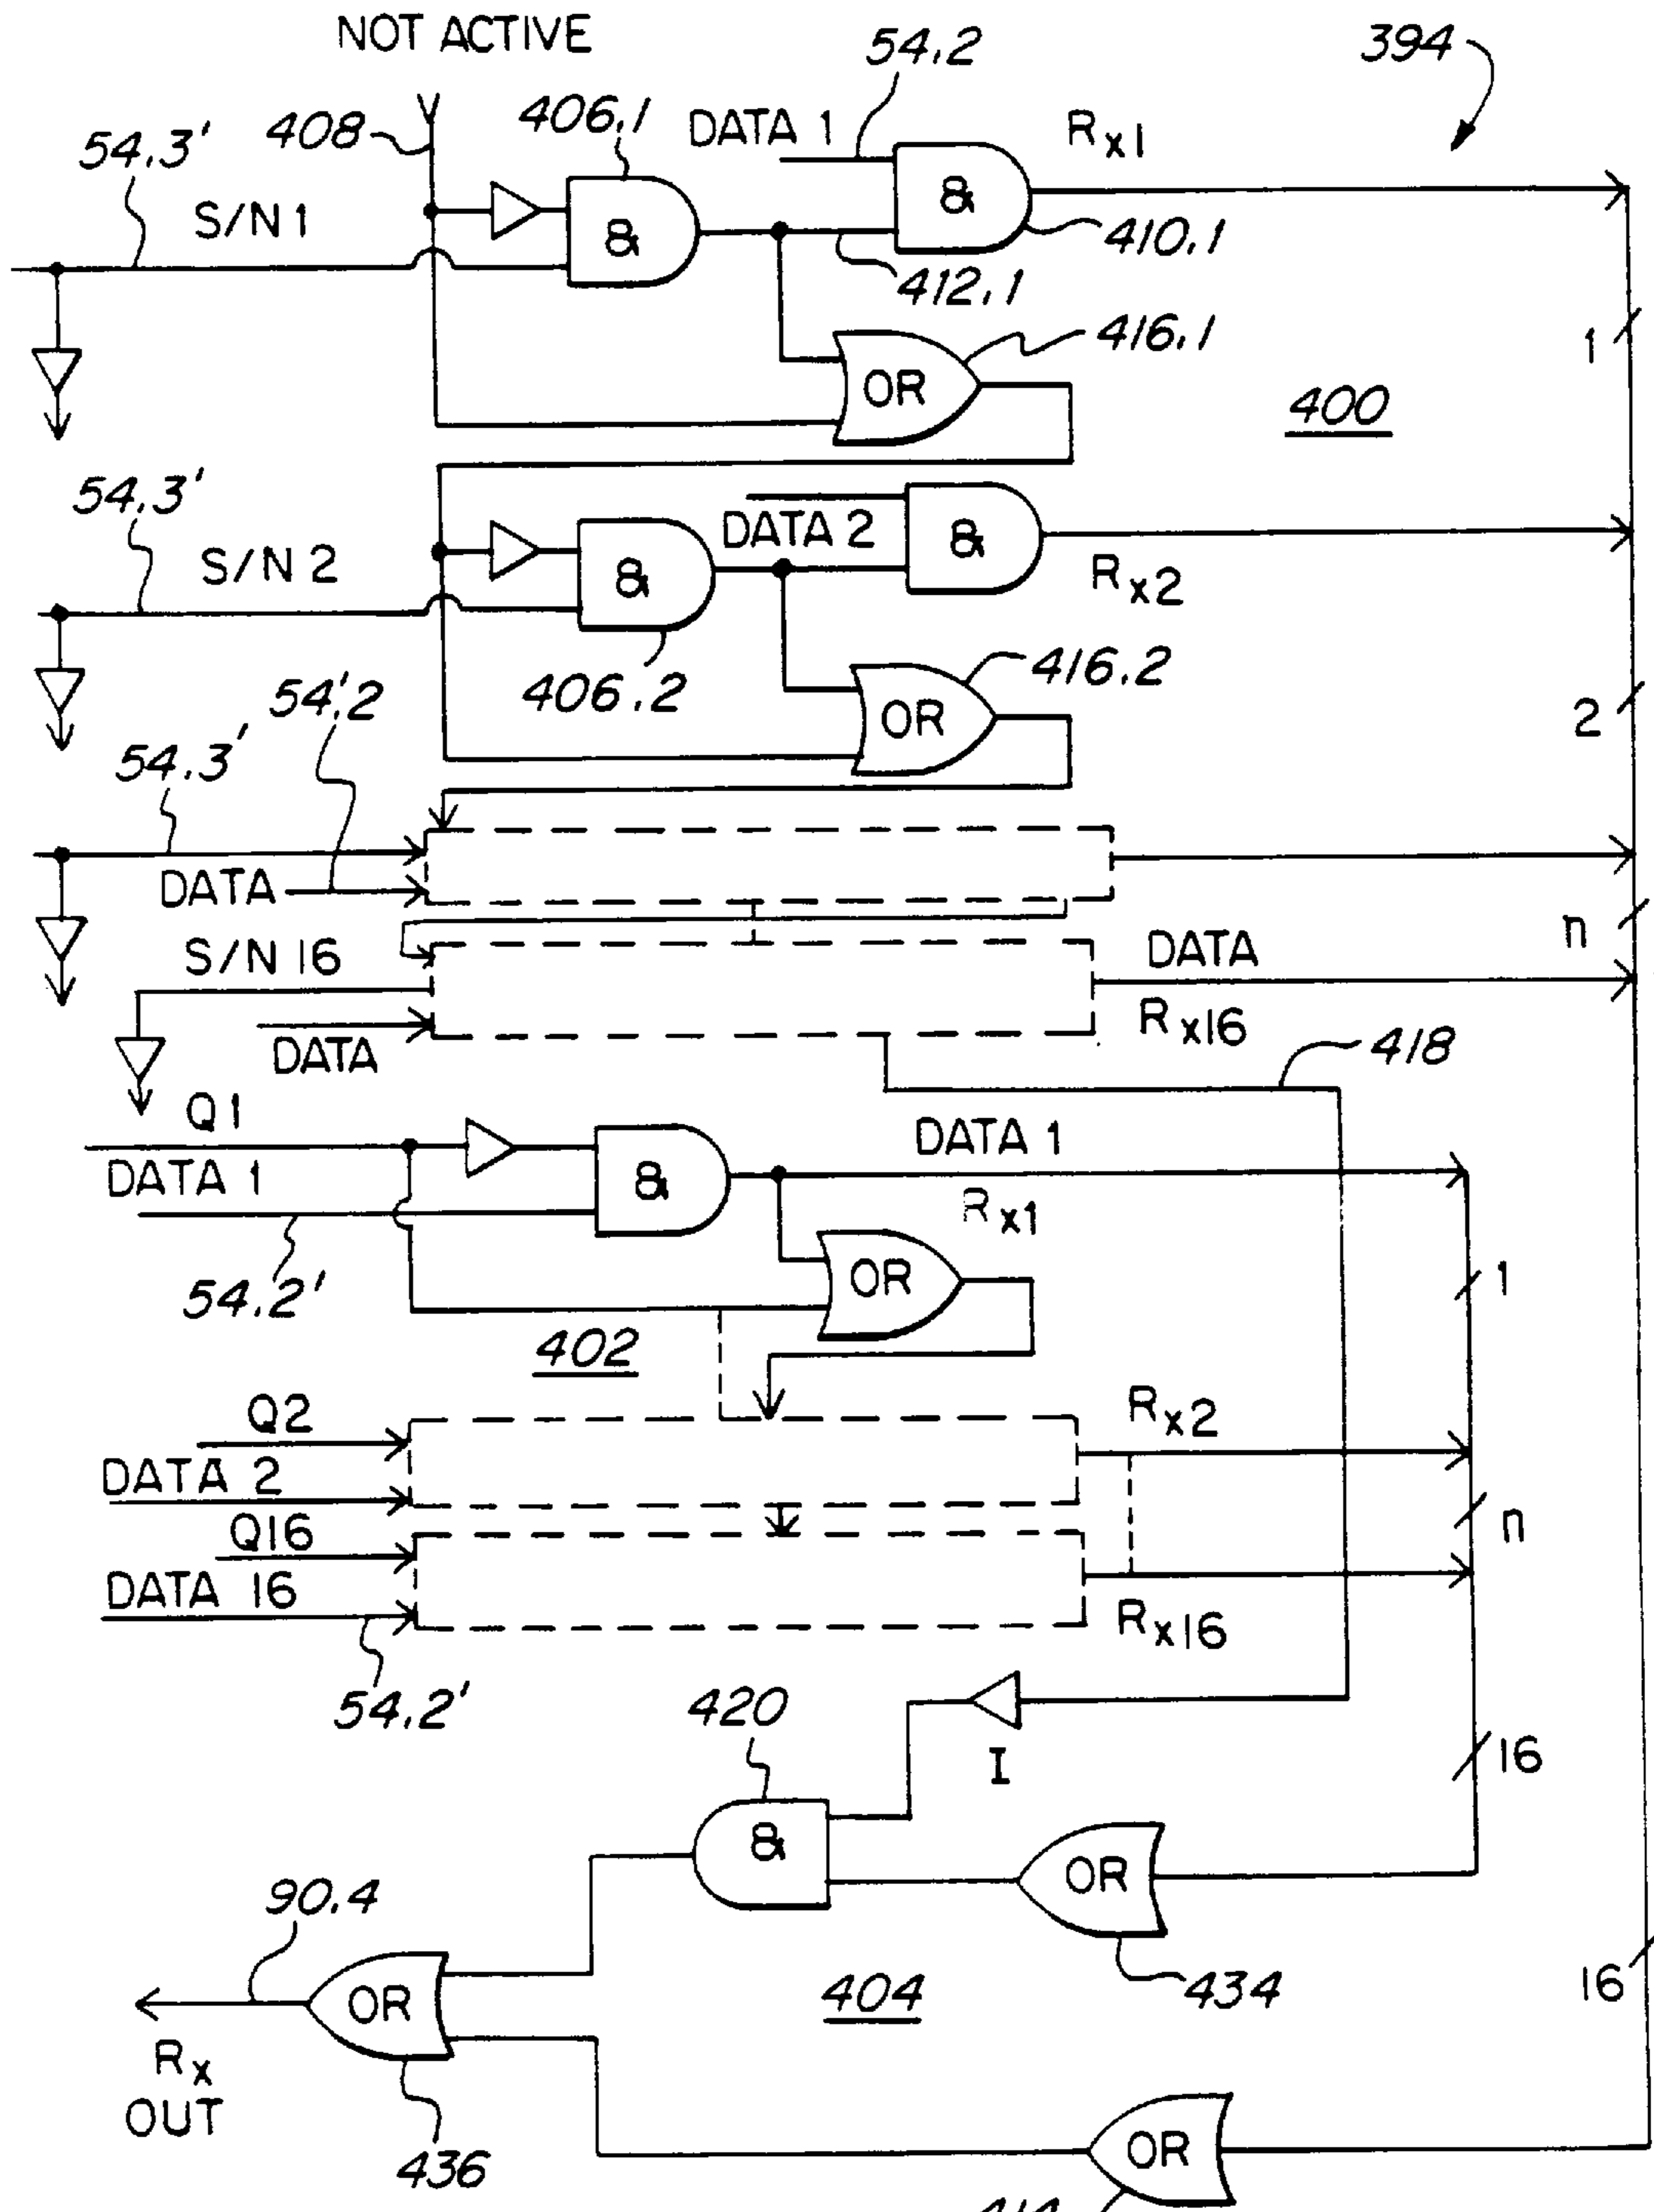 NOT ACTIVE
54.2
394
408
406.1
DATA 1
Rx1
54.3'
S/N 1
&
&
410.1
412.1
416.1
1
OR
400
54.3'
S/N 2
DATA 2
&
&
Rx2
406.2
416.2
54'.2
OR
2
54.3'
DATA
n
S/N 16
DATA
Rx16
DATA
418
Q1
DATA 1
DATA 1
&
Rx1
54.2'
OR
1
402
Q2
Rx2
DATA 2
n
Q16
DATA 16
Rx16
54.2'
420
I
16
&
OR
90.4
434
404
16
OR
Rx
OUT
436
OR